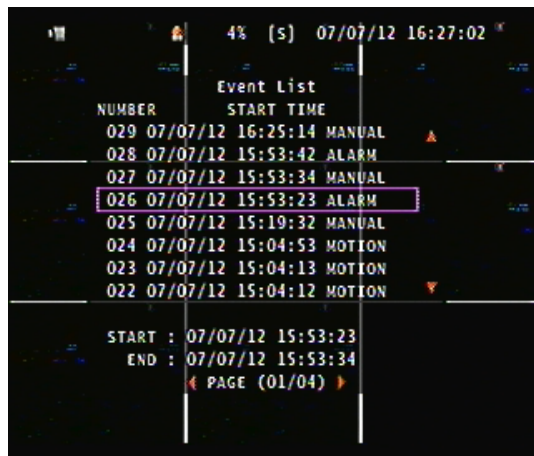 4% [S] 07/07/12 16:27:02
Event List
NUMBER START TIME
029 07/07/12 16:25:14 MANUAL
028 07/07/12 15:53:42 ALARM
027 07/07/12 15:53:34 MANUAL
026 07/07/12 15:53:23 ALARM
025 07/07/12 15:19:32 MANUAL
024 07/07/12 15:04:53 MOTION
023 07/07/12 15:04:13 MOTION
022 07/07/12 15:04:12 MOTION
START : 07/07/12 15:53:23
END : 07/07/12 15:53:34
PAGE (01/04)